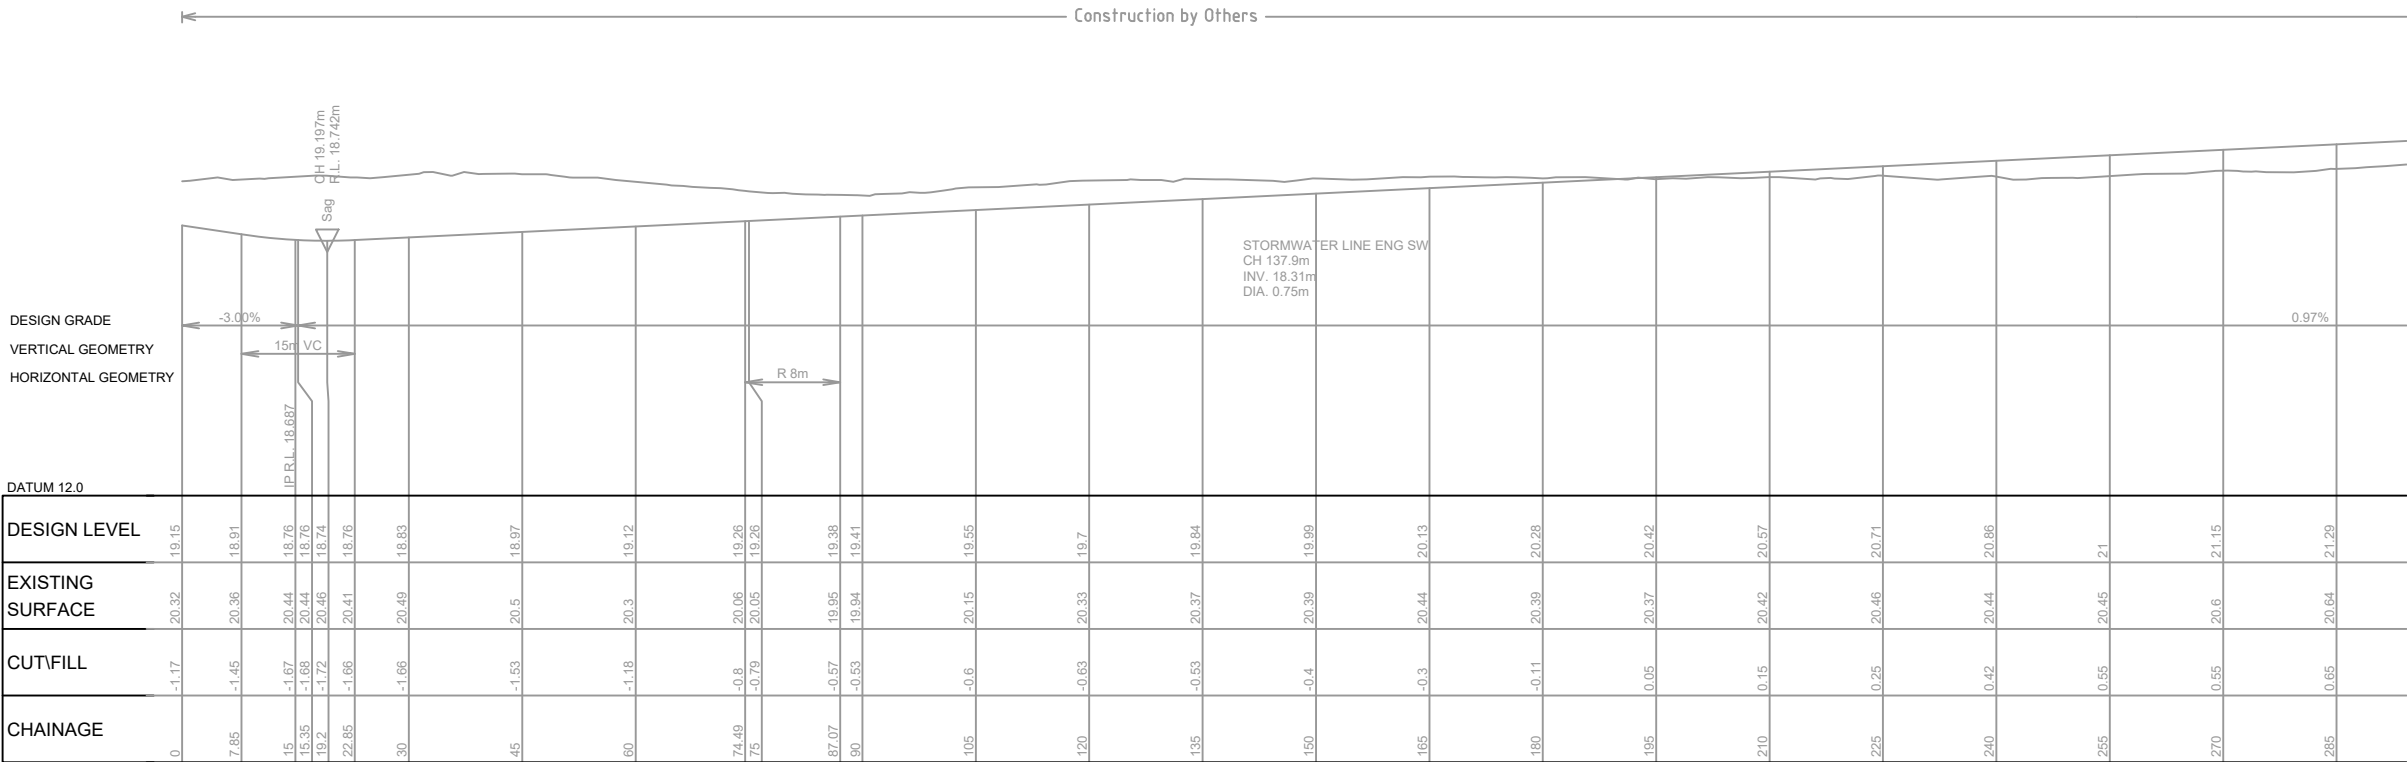 Construction by Others
CH 19.197m
R.L. 18.742m
Sag
STORMWATER LINE ENG SW
CH 137.9m
INV. 18.31m
DIA. 0.75m
DESIGN GRADE -3.00% 0.97%
VERTICAL GEOMETRY 15m VC
HORIZONTAL GEOMETRY R 8m
IP R.L. 18.687
DATUM 12.0
DESIGN LEVEL 19.15 18.91 18.76 18.76 18.74 18.76 18.83 18.97 19.12 19.26 19.26 19.38 19.41 19.55 19.7 19.84 19.99 20.13 20.28 20.42 20.57 20.71 20.86 21 21.15 21.29
EXISTING
SURFACE 20.32 20.36 20.44 20.44 20.46 20.41 20.49 20.5 20.3 20.06 20.05 19.95 19.94 20.15 20.33 20.37 20.39 20.44 20.39 20.37 20.42 20.46 20.44 20.45 20.6 20.64
CUT\FILL -1.17 -1.45 -1.67 -1.68 -1.72 -1.66 -1.66 -1.53 -1.18 -0.8 -0.79 -0.57 -0.53 -0.6 -0.63 -0.53 -0.4 -0.3 -0.11 0.05 0.15 0.25 0.42 0.55 0.55 0.65
CHAINAGE 0 7.85 15 15.35 19.2 22.85 30 45 60 74.49 75 87.07 90 105 120 135 150 165 180 195 210 225 240 255 270 285